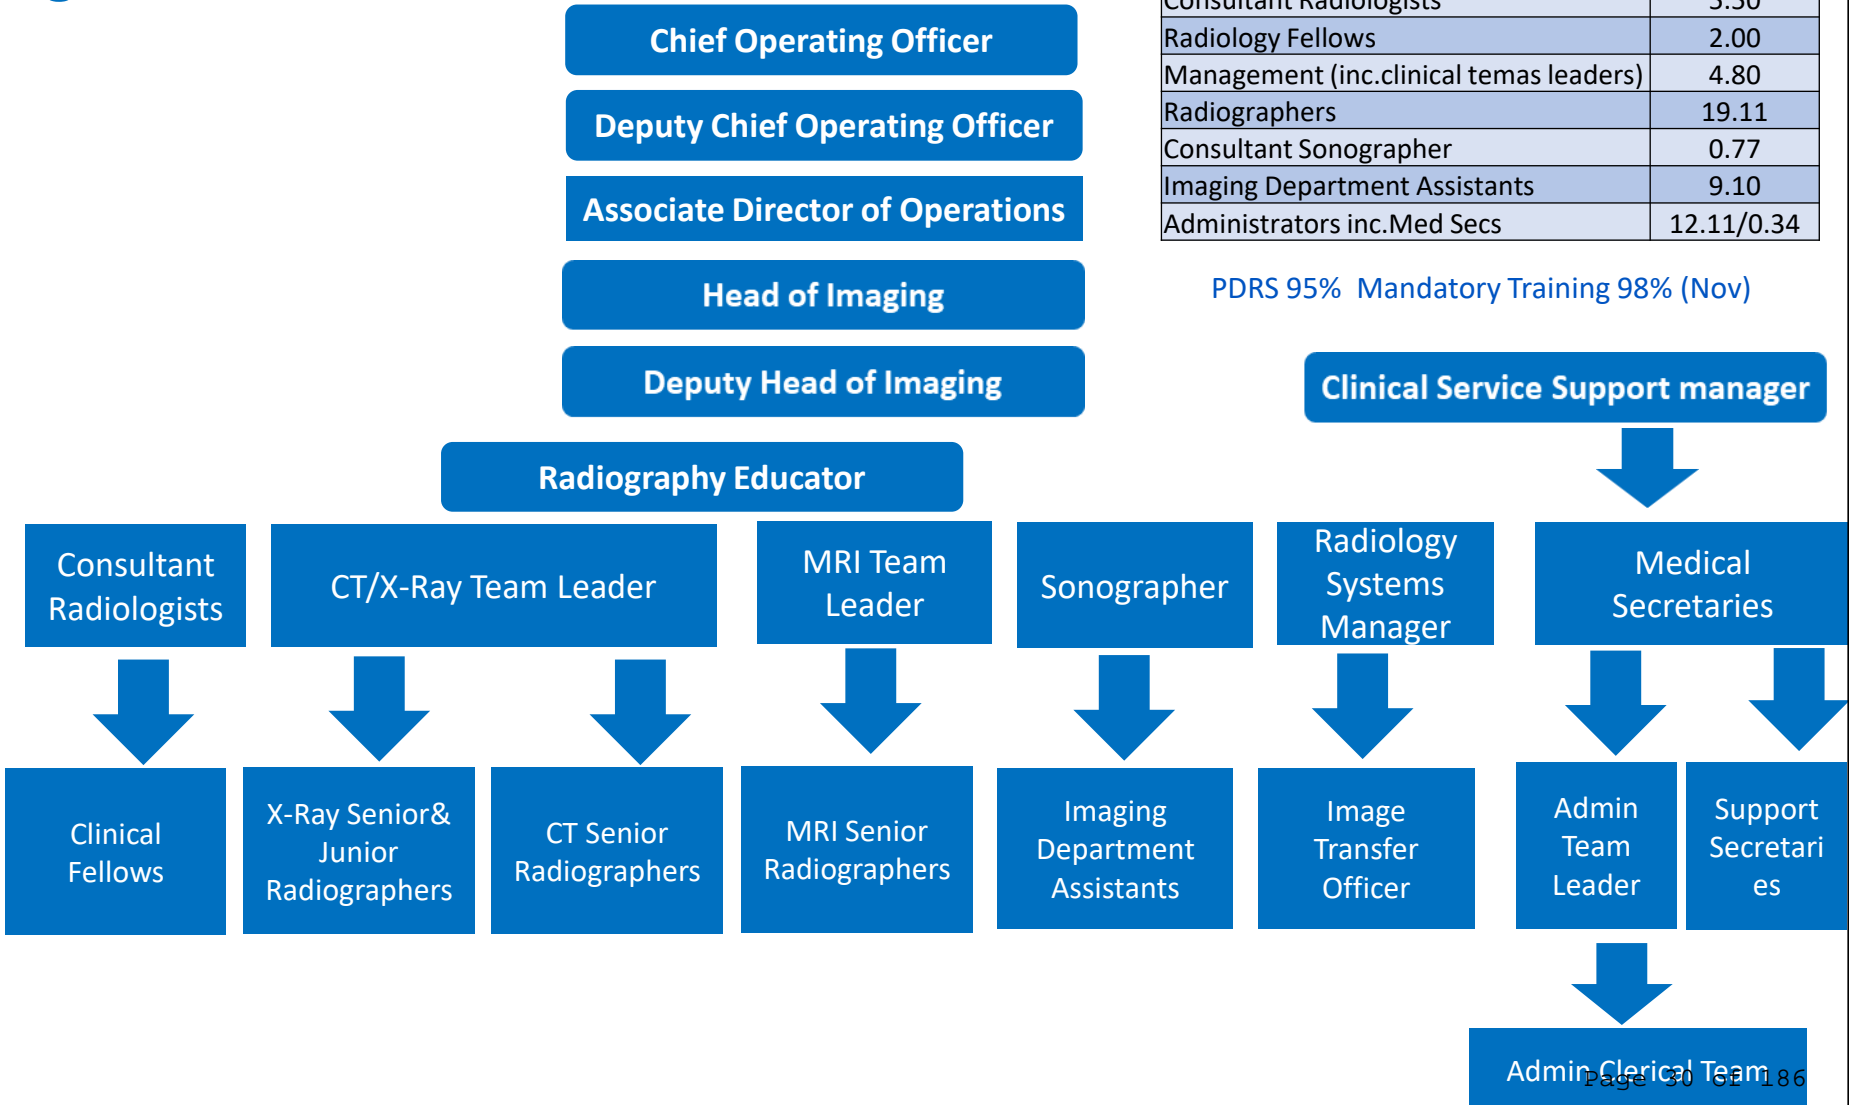 Chief Operating Officer
Deputy Chief Operating Officer
Associate Director of Operations
Head of Imaging
Deputy Head of Imaging
Radiography Educator
Consultant Radiologists
Radiology Fellows 2.00
Management (inc.clinical temas leaders) 4.80
Radiographers 19.11
Consultant Sonographer 0.77
Imaging Department Assistants 9.10
Administrators inc.Med Secs 12.11/0.34
PDRS 95% Mandatory Training 98% (Nov)
Clinical Service Support manager
Consultant
Radiologists
CT/X-Ray Team Leader
MRI Team
Leader
Sonographer
Radiology
Systems
Manager
Medical
Secretaries
Clinical
Fellows
X-Ray Senior&
Junior
Radiographers
CT Senior
Radiographers
MRI Senior
Radiographers
Imaging
Department
Assistants
Image
Transfer
Officer
Admin
Team
Leader
Support
Secretari
es
Admin Clerical Team
Page 30 of 186